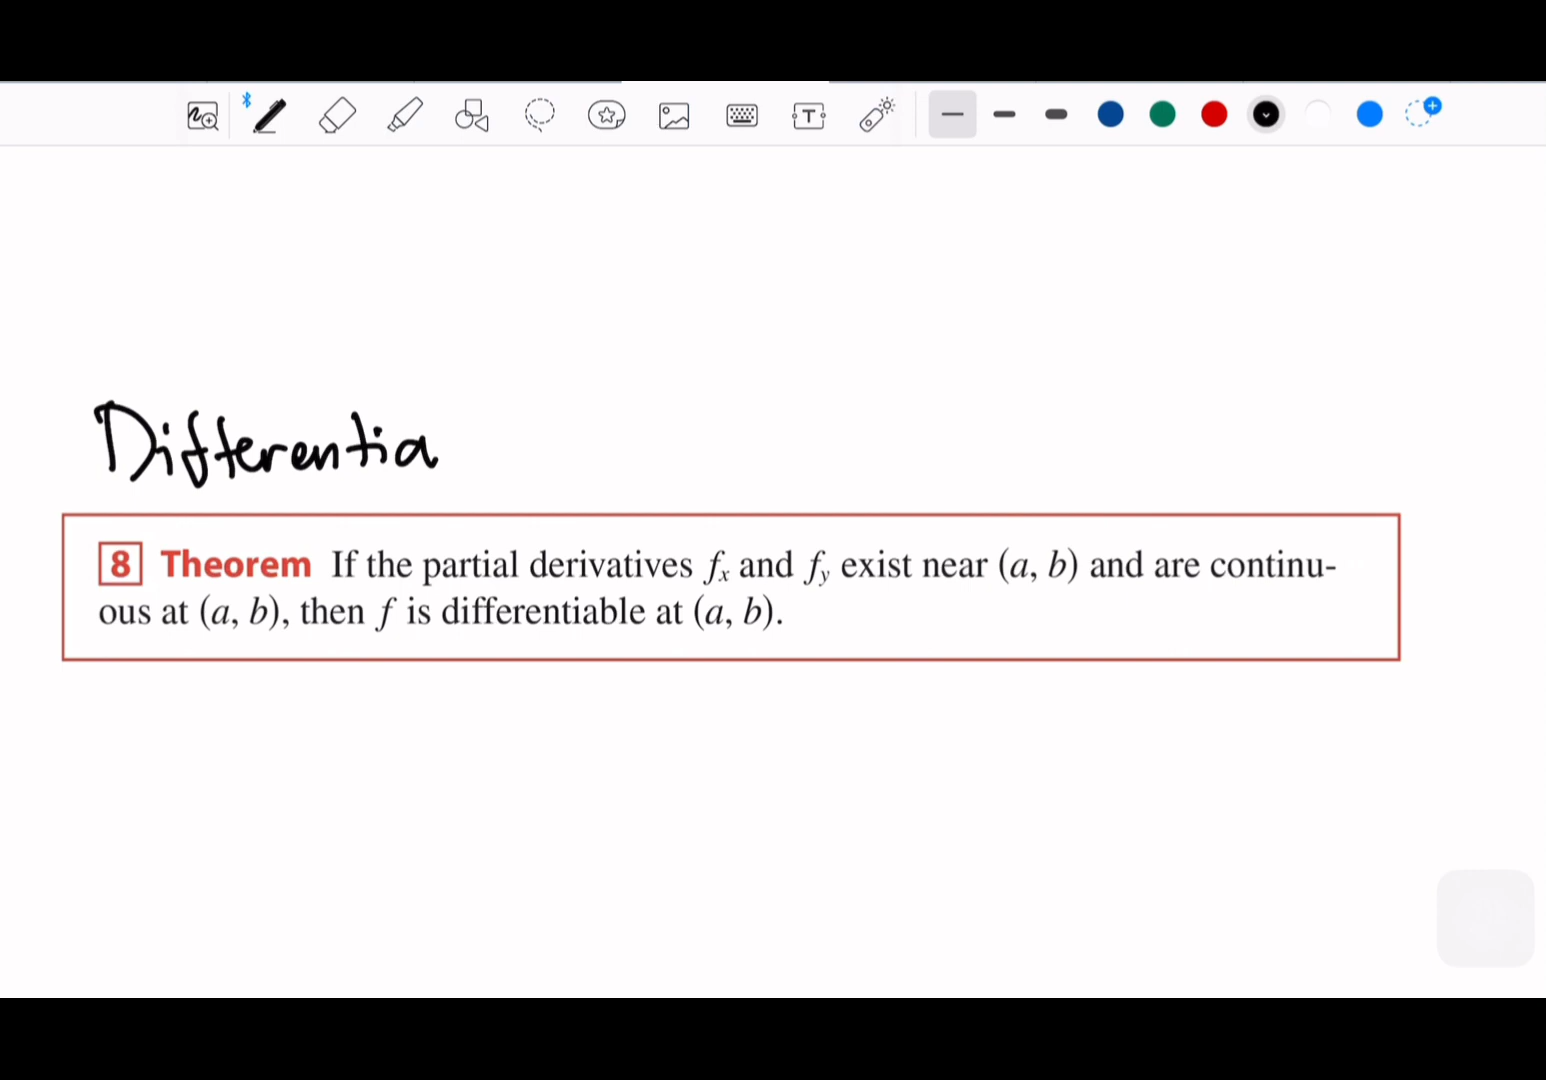 Differentia
8 Theorem If the partial derivatives fx and fy exist near (a, b) and are continu-
ous at (a, b), then f is differentiable at (a, b).